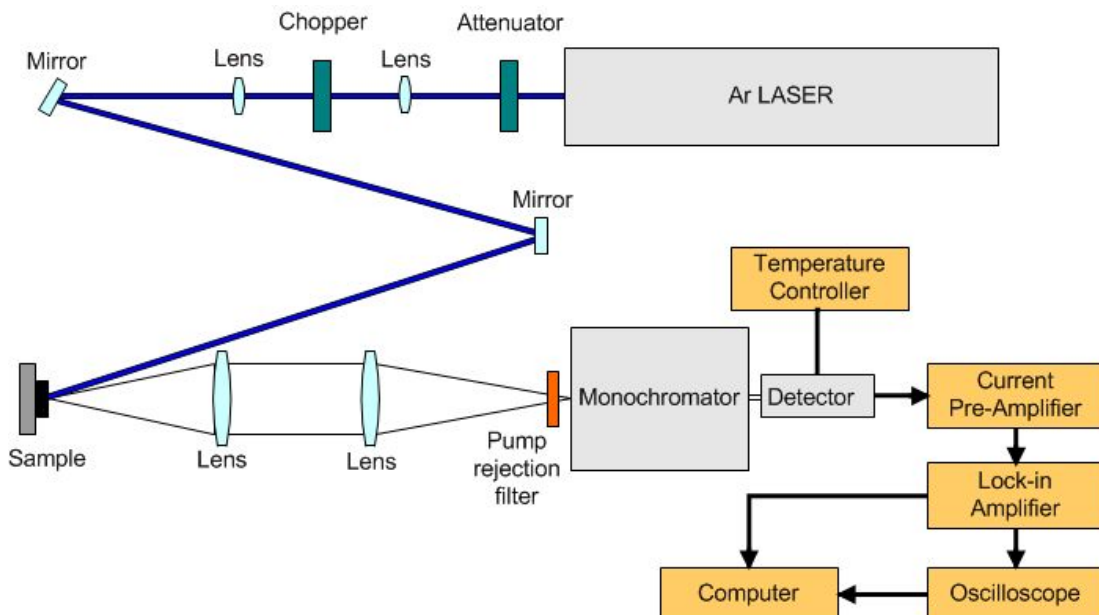 Chopper
Attenuator
Lens
Lens
Mirror
Ar LASER
Mirror
Temperature
Controller
Monochromator
Detector
Current
Pre-Amplifier
Sample
Lens
Lens
Pump
rejection
filter
Lock-in
Amplifier
Computer
Oscilloscope